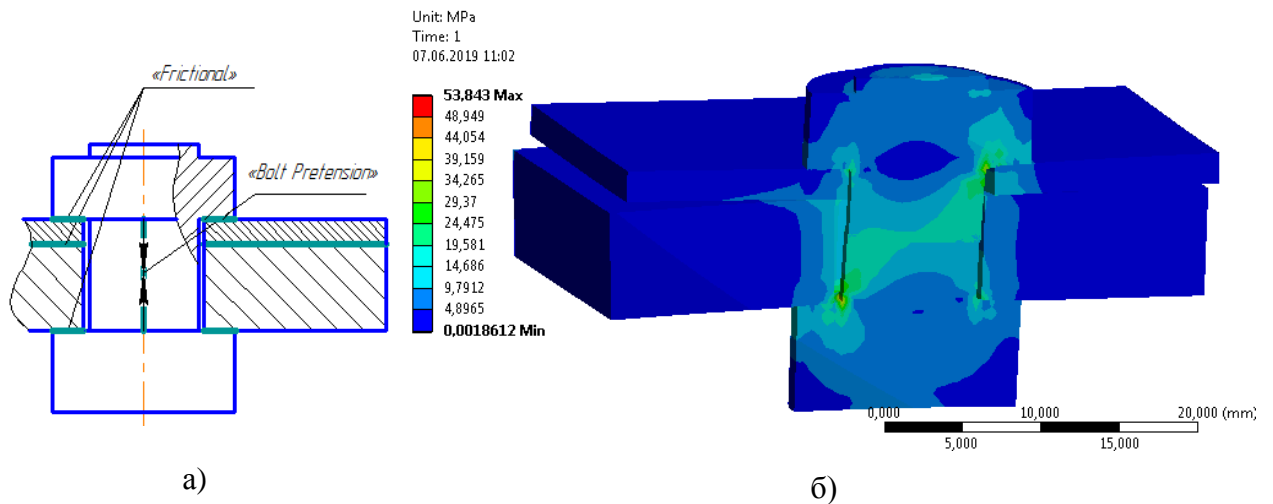 «Frictional»
«Bolt Pretension»
Unit: MPa
Time: 1
07.06.2019 11:02
53,843 Max
48,949
44,054
39,159
34,265
29,37
24,475
19,581
14,686
9,7912
4,8965
0,0018612 Min
0,000
10,000
20,000 (mm)
5,000
15,000
а)
б)